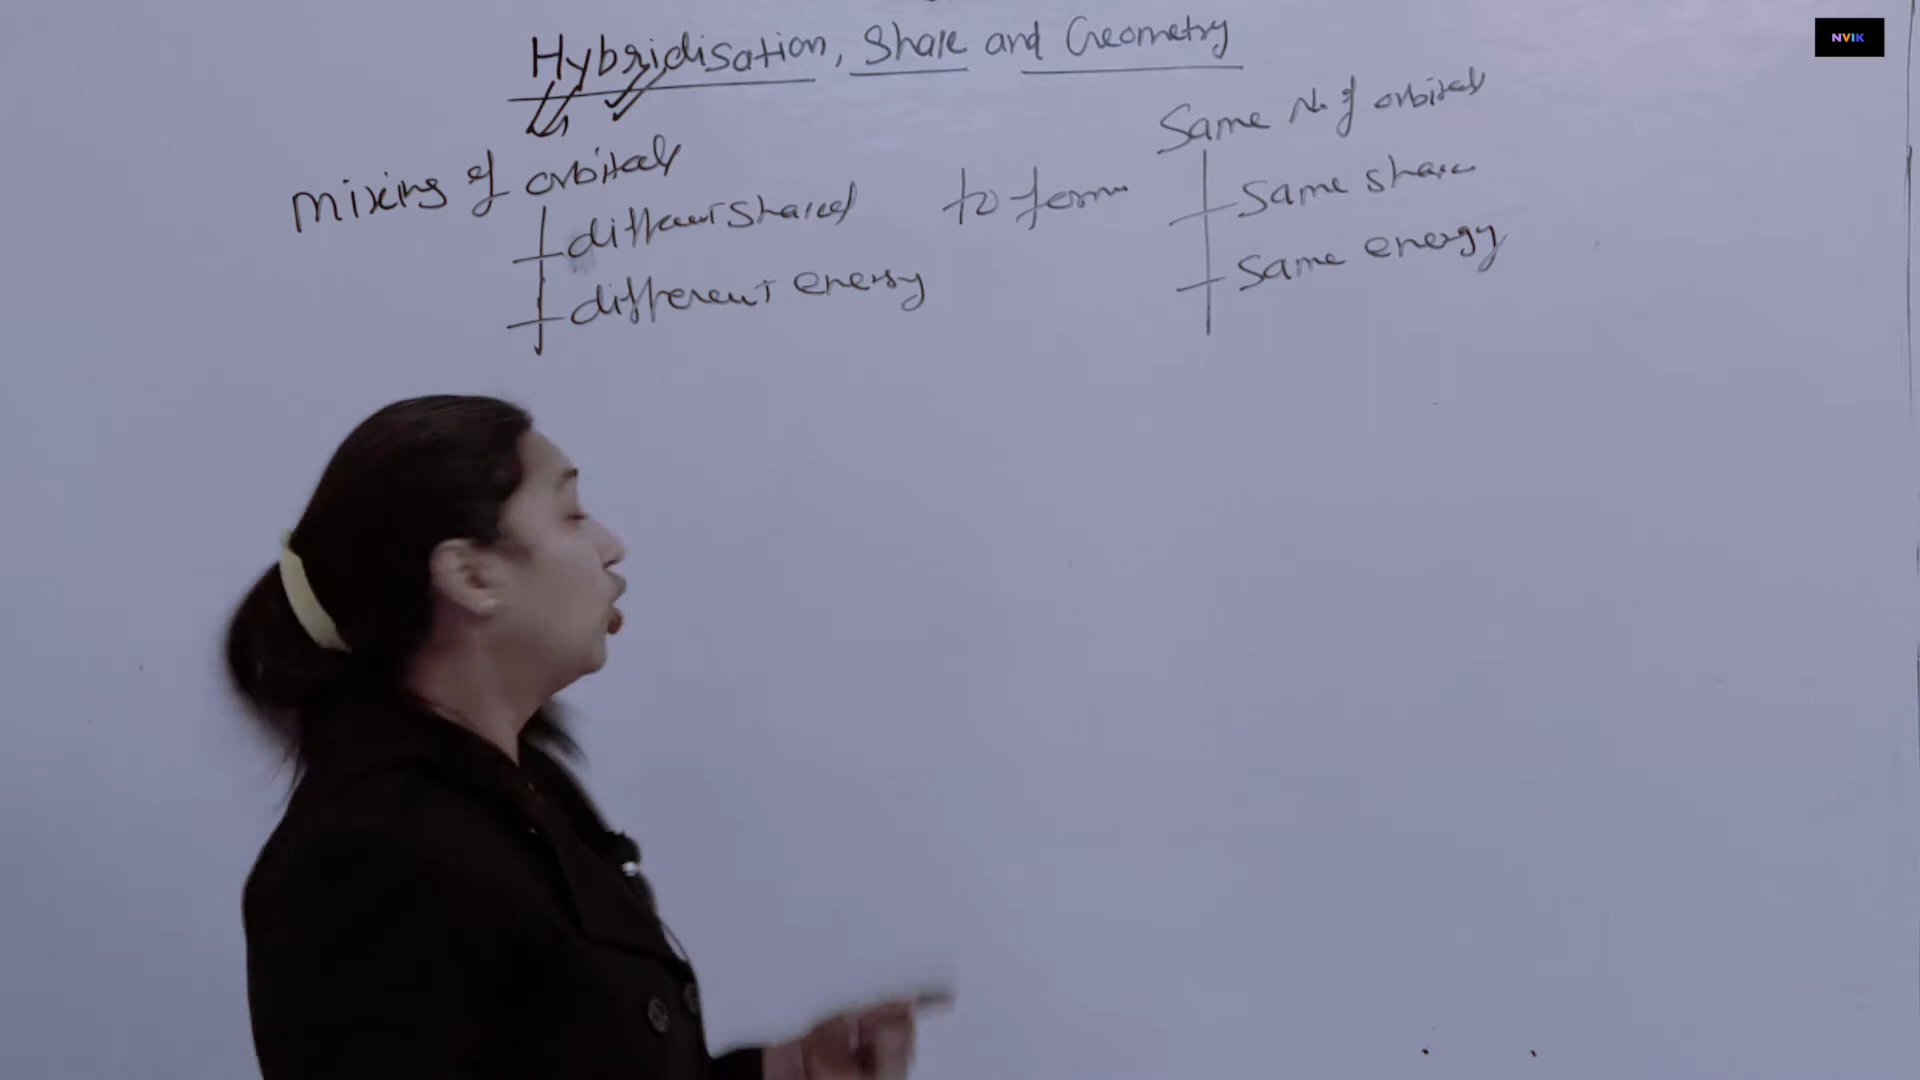 Hybridisation, Shape and Geometry
NVIK
mixing of orbitals
different shapes
different energy
to form
Same No. of orbitals
Same shape
Same energy